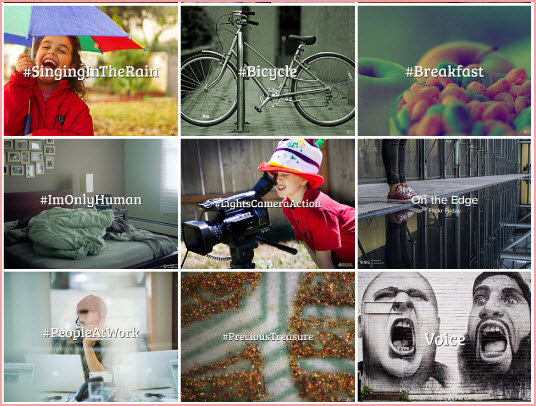 #SingingInTheRain
#Bicycle
#Breakfast
#ImOnlyHuman
#LightsCameraAction
On the Edge
Flickr Friday
#PeopleAtWork
#PreciousTreasure
Voice